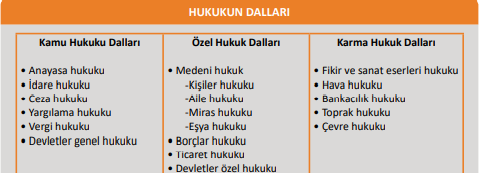 HUKUKUN DALLARI
Kamu Hukuku Dalları
• Anayasa hukuku
• İdare hukuku
• Ceza hukuku
• Yargılama hukuku
• Vergi hukuku
• Devletler genel hukuku
Özel Hukuk Dalları
• Medeni hukuk
-Kişiler hukuku
-Aile hukuku
-Miras hukuku
-Eşya hukuku
• Borçlar hukuku
• Ticaret hukuku
• Devletler özel hukuku
Karma Hukuk Dalları
• Fikir ve sanat eserleri hukuku
• Hava hukuku
• Bankacılık hukuku
• Toprak hukuku
• Çevre hukuku